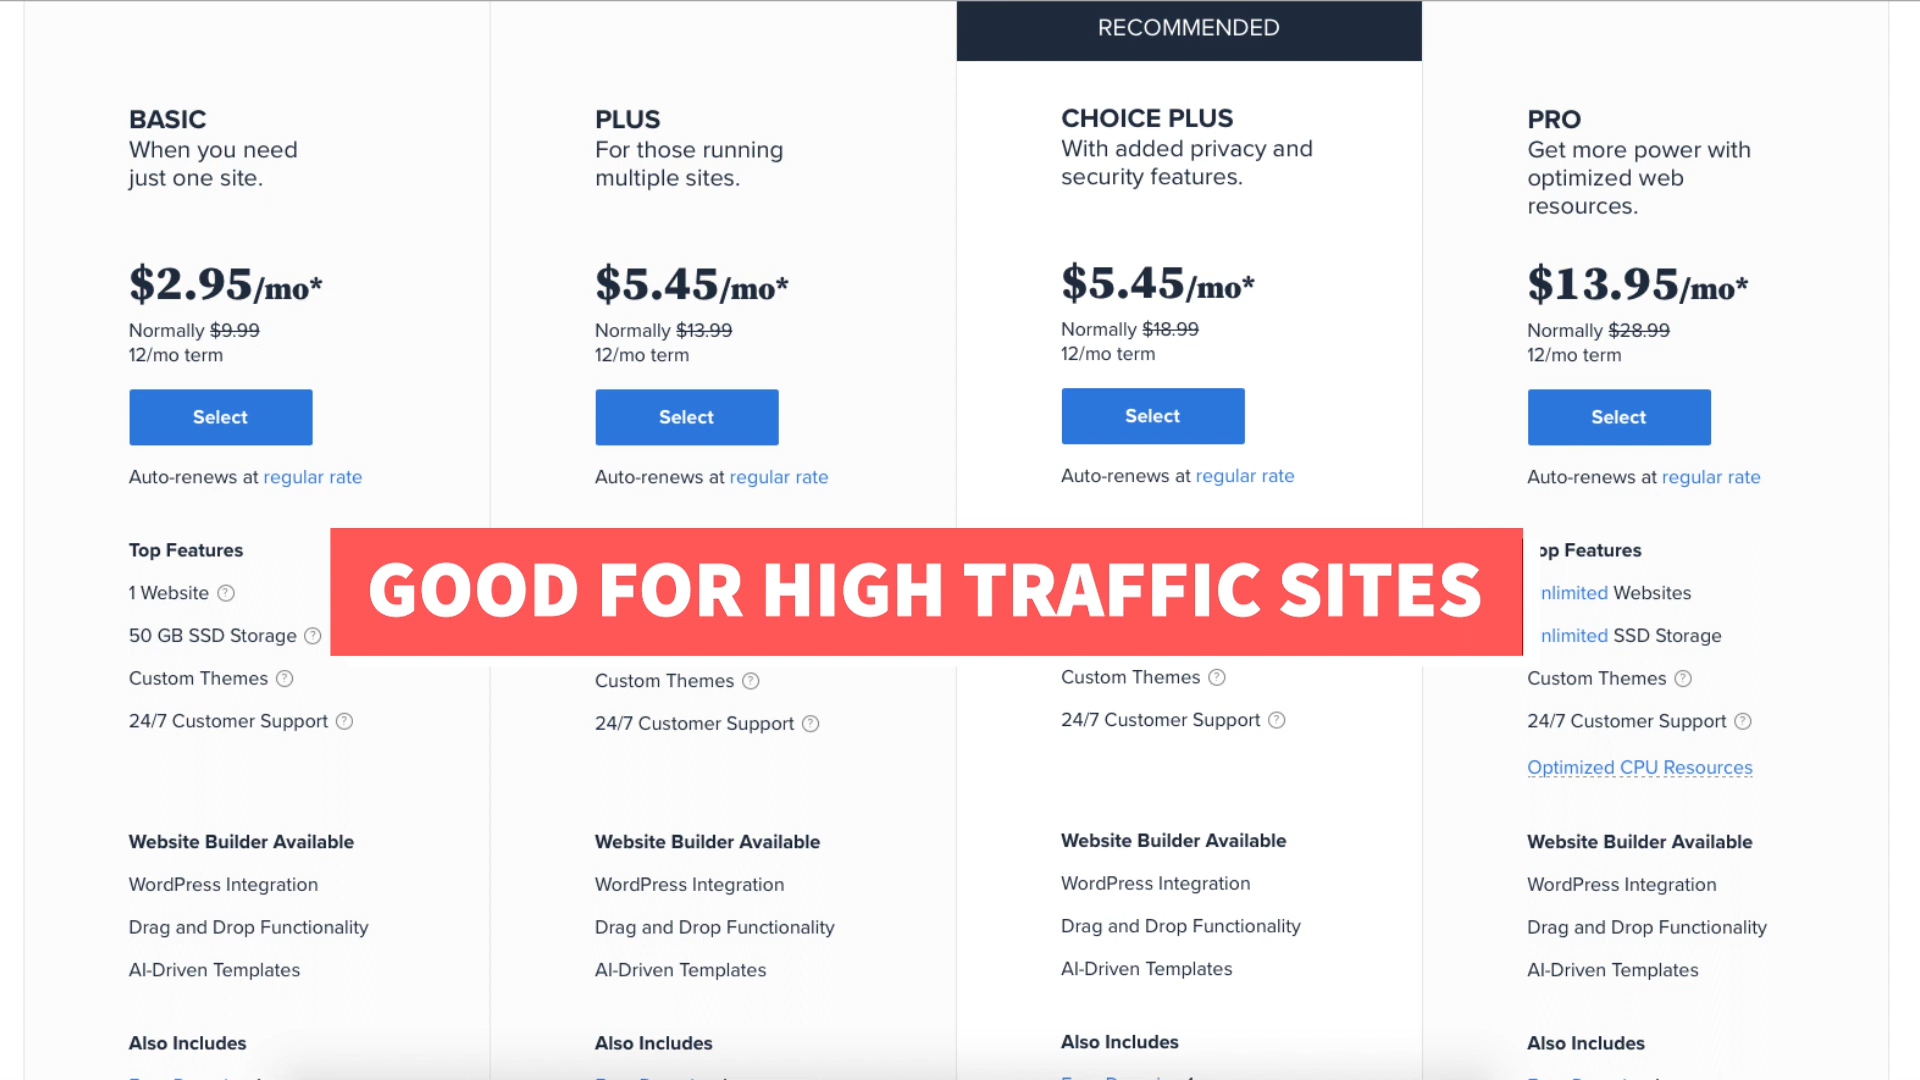 RECOMMENDED
BASIC
When you need
just one site.
$2.95/mo*
Normally $9.99
12/mo term
Select
Auto-renews at regular rate
Top Features
1 Website ?
50 GB SSD Storage ?
Custom Themes ?
24/7 Customer Support ?
Website Builder Available
WordPress Integration
Drag and Drop Functionality
AI-Driven Templates
Also Includes
PLUS
For those running
multiple sites.
$5.45/mo*
Normally $13.99
12/mo term
Select
Auto-renews at regular rate
Custom Themes ?
24/7 Customer Support ?
Website Builder Available
WordPress Integration
Drag and Drop Functionality
AI-Driven Templates
Also Includes
CHOICE PLUS
With added privacy and
security features.
$5.45/mo*
Normally $18.99
12/mo term
Select
Auto-renews at regular rate
Custom Themes ?
24/7 Customer Support ?
Website Builder Available
WordPress Integration
Drag and Drop Functionality
AI-Driven Templates
Also Includes
PRO
Get more power with
optimized web
resources.
$13.95/mo*
Normally $28.99
12/mo term
Select
Auto-renews at regular rate
op Features
nlimited Websites
nlimited SSD Storage
Custom Themes ?
24/7 Customer Support ?
Optimized CPU Resources
Website Builder Available
WordPress Integration
Drag and Drop Functionality
AI-Driven Templates
Also Includes
GOOD FOR HIGH TRAFFIC SITES